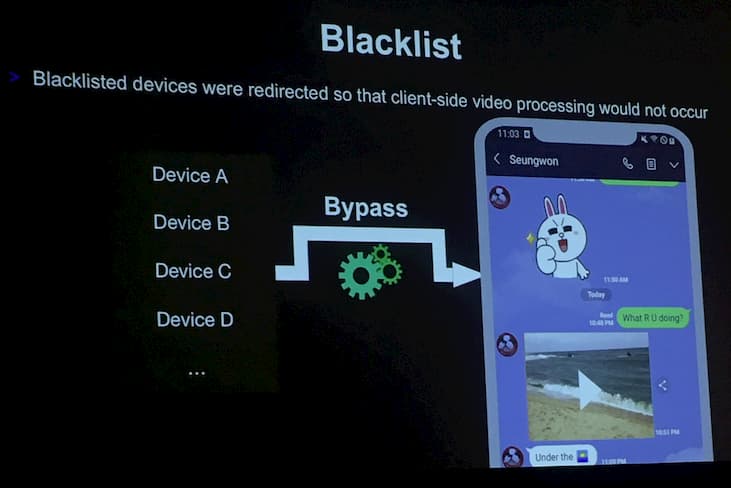 Blacklist
> Blacklisted devices were redirected so that client-side video processing would not occur
Device A
Device B
Device C
Device D
...
Bypass
11:03
Seungwon
11:50 AM
Today
Read
10:48 PM
What R U doing?
10:53 PM
Under the
11:00 PM